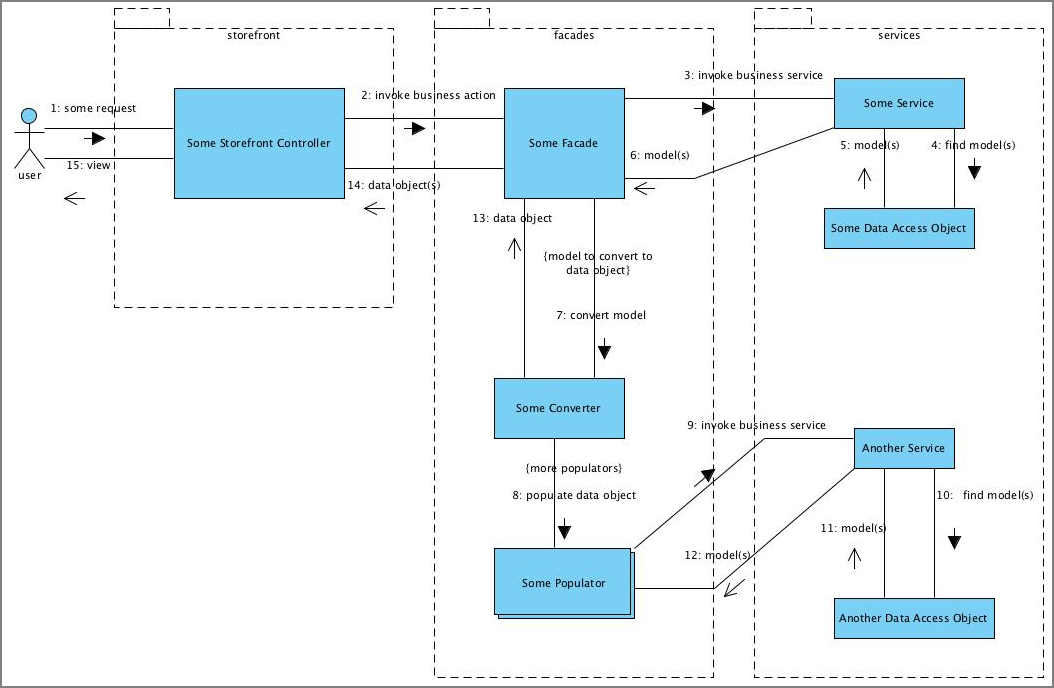 storefront
facades
services
3: invoke business service
1: some request
2: invoke business action
Some Service
Some Storefront Controller
Some Facade
6: model(s)
5: model(s)
4: find model(s)
15: view
user
14: data object(s)
13: data object
Some Data Access Object
{model to convert to
data object}
7: convert model
Some Converter
9: invoke business service
Another Service
{more populators}
8: populate data object
10:   find model(s)
11: model(s)
12: model(s)
Some Populator
Another Data Access Object